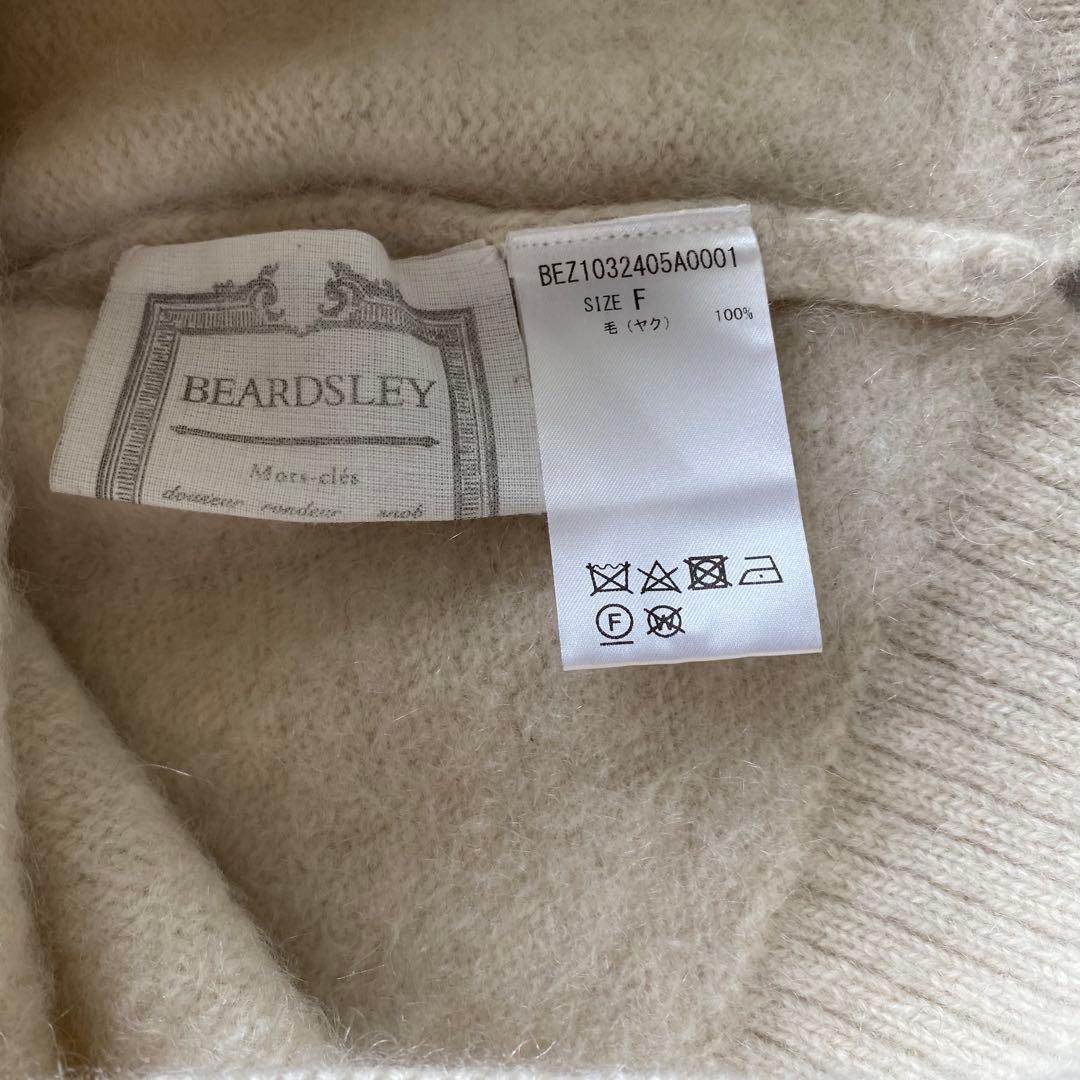 BEARDSLEY
Mots-clés
douceur rondeur snob
BEZ1032405A0001
SIZE F
毛(ヤク) 100%
F
W